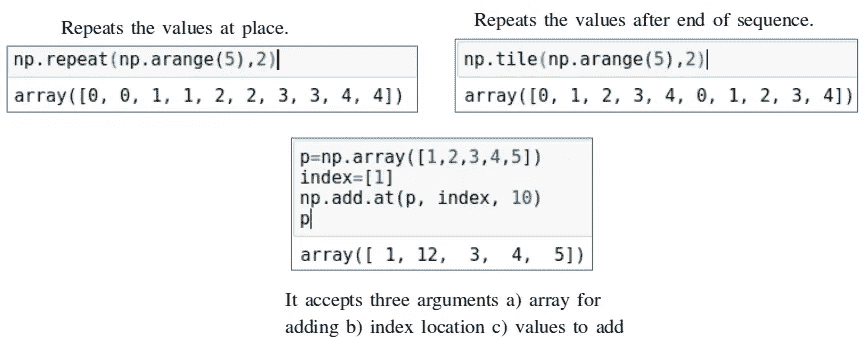 Repeats the values at place.
np.repeat(np.arange(5),2)
array([0, 0, 1, 1, 2, 2, 3, 3, 4, 4])
Repeats the values after end of sequence.
np.tile(np.arange(5),2)
array([0, 1, 2, 3, 4, 0, 1, 2, 3, 4])
p=np.array([1,2,3,4,5])
index=[1]
np.add.at(p, index, 10)
p
array([ 1, 12,  3,  4,  5])
It accepts three arguments a) array for
adding b) index location c) values to add